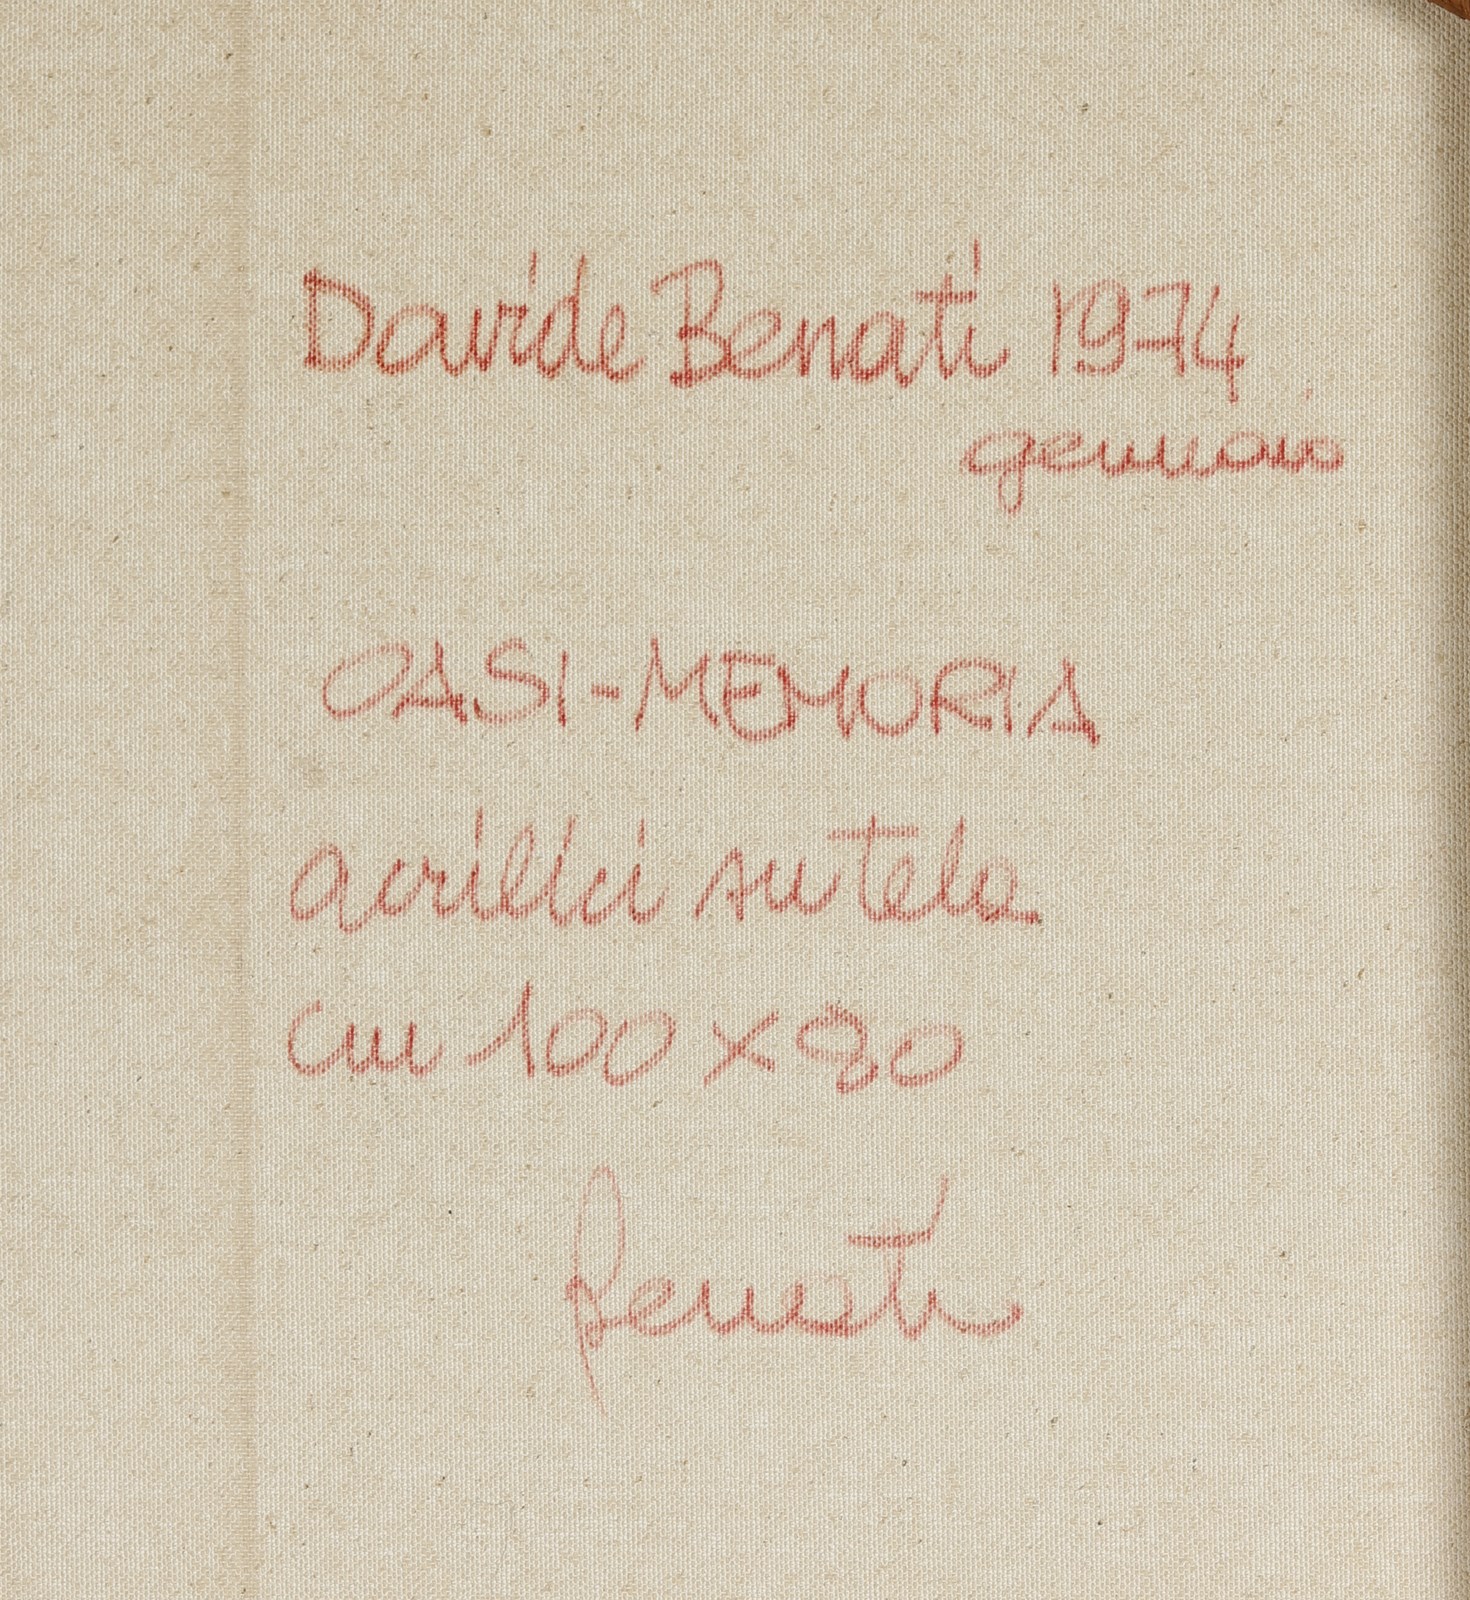 Davide Benati 1974
gennaio
OASI-MEMORIA
acrilici su tela
cm 100 x 80
Benati